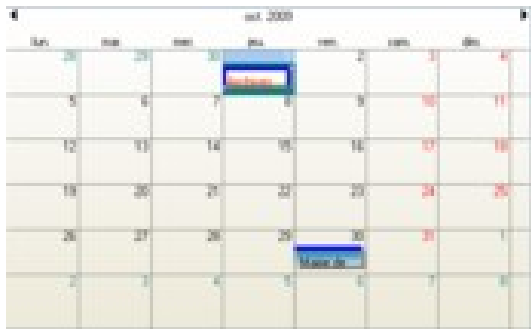 oct. 2009
lun. mar. mer. jeu. ven. sam. dim.
28 29 30 2 3 4
5 6 7 8 9 10 11
12 13 14 15 16 17 18
19 20 21 22 23 24 25
26 27 28 29 30 31 1
Mairie de
2 3 4 5 6 7 8